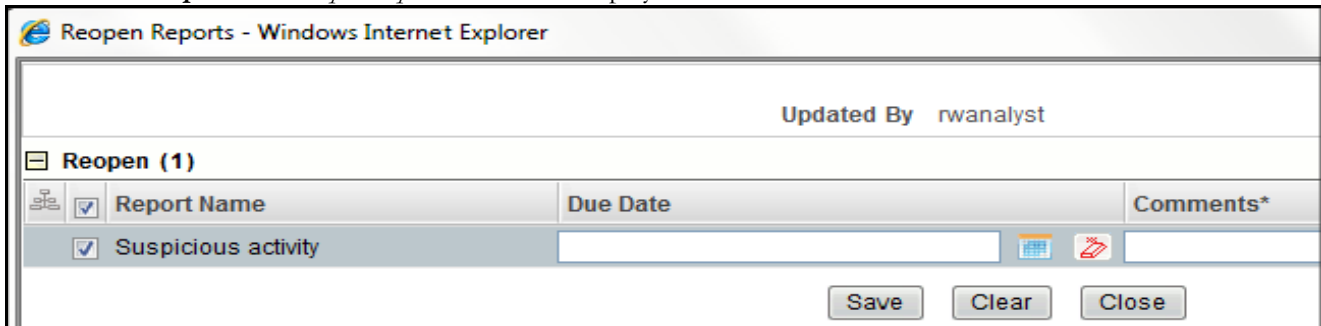 Reopen Reports - Windows Internet Explorer
Updated By rwanalyst
Reopen (1)
Report Name Due Date Comments*
Suspicious activity
Save Clear Close